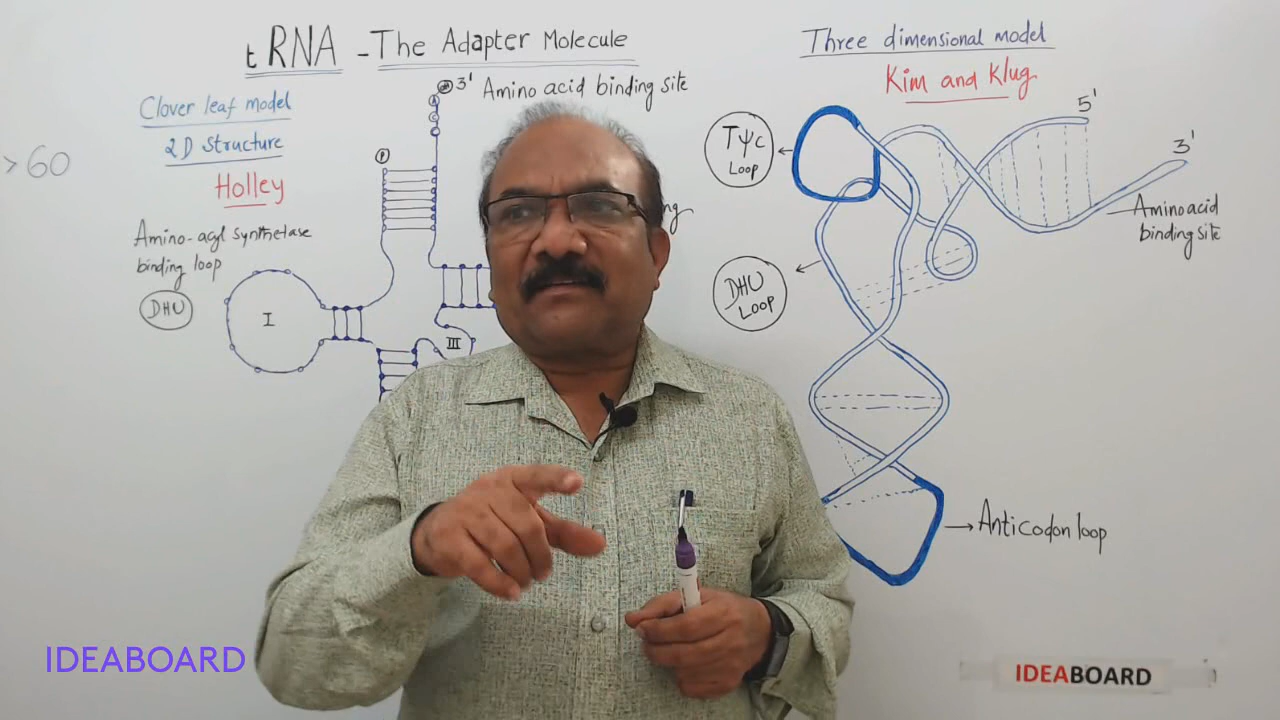 tRNA - The Adapter Molecule
Clover leaf model
2D Structure
Holley
> 60
Amino-acyl synthetase
binding loop
DHU
I
III
P
3' Amino acid binding site
A
C
C
Three dimensional model
Kim and Klug
5'
3'
TΨC
Loop
DHU
Loop
Aminoacid
binding site
Anticodon loop
IDEABOARD
IDEABOARD